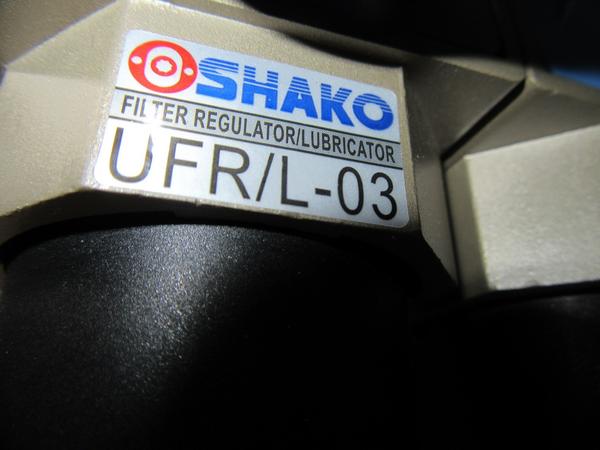 SHAKO
FILTER REGULATOR/LUBRICATOR
UFR/L-03